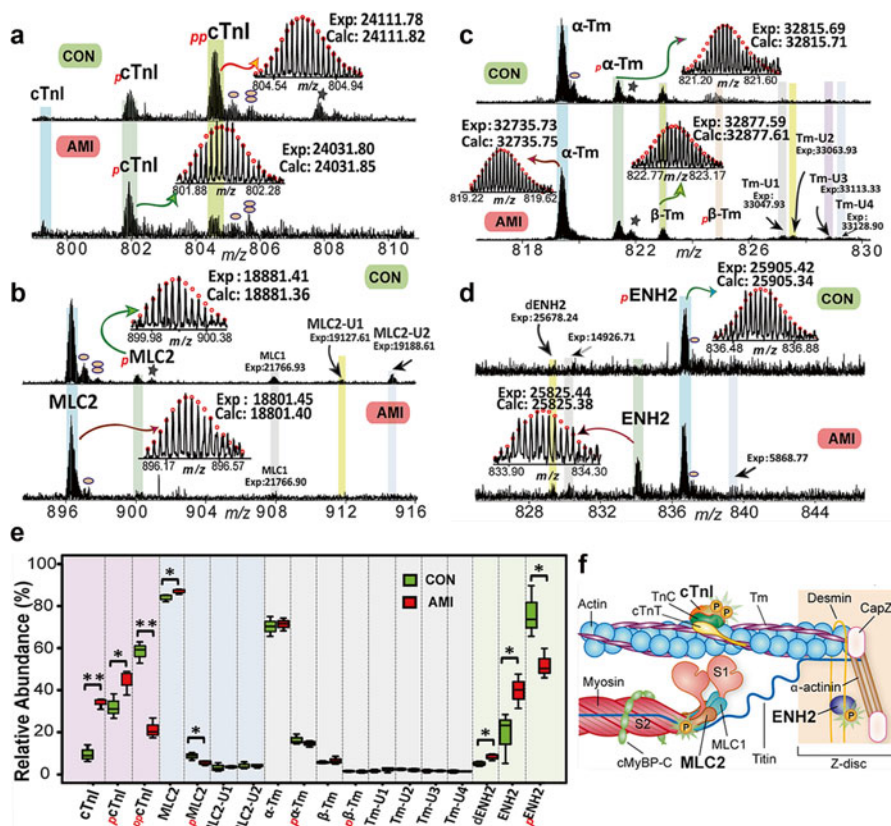 a
CON
cTnI
pcTnI
ppcTnI
Exp: 24111.78
Calc: 24111.82
804.54
804.94
m/z
AMI
pcTnI
Exp: 24031.80
Calc: 24031.85
801.88
m/z
802.28
800 802 804 806 808 810
m/z
b
CON
Exp : 18881.41
Calc: 18881.36
899.98
m/z
900.38
pMLC2
MLC1
Exp:21766.93
MLC2-U1
Exp:19127.61
MLC2-U2
Exp:19188.61
AMI
MLC2
Exp : 18801.45
Calc: 18801.40
896.17
m/z
896.57
MLC1
Exp:21766.90
896 900 904 908 912 916
m/z
c
α-Tm
CON
pα-Tm
Exp: 32815.69
Calc: 32815.71
821.20
m/z
821.60
Exp:32735.73
Calc: 32735.75
α-Tm
819.22
m/z
819.62
AMI
Exp:32877.59
Calc:32877.61
822.77
m/z
823.17
β-Tm
pβ-Tm
Tm-U1
Exp:
33047.93
Tm-U2
Exp:33063.93
Tm-U3
Exp:33113.33
Tm-U4
Exp:
33128.90
818 822 826 830
m/z
d
dENH2
Exp:25678.24
14926.71
pENH2
Exp: 25905.42
Calc: 25905.34
CON
836.48
m/z
836.88
Exp: 25825.44
Calc: 25825.38
ENH2
833.90
m/z
834.30
AMI
Exp:5868.77
828 832 836 840 844
m/z
e
Relative Abundance (%)
100
80
60
40
20
0
CON
AMI
**
*
**
*
*
*
*
*
cTnI
pcTnI
ppcTnI
MLC2
pMLC2
MLC2-U1
MLC2-U2
α-Tm
pα-Tm
β-Tm
pβ-Tm
Tm-U1
Tm-U2
Tm-U3
Tm-U4
dENH2
ENH2
pENH2
f
cTnI
TnC
cTnT
P
P
Tm
Desmin
CapZ
Actin
S1
α-actinin
Myosin
S2
P
ENH2
P
MLC1
cMyBP-C
MLC2
Titin
Z-disc